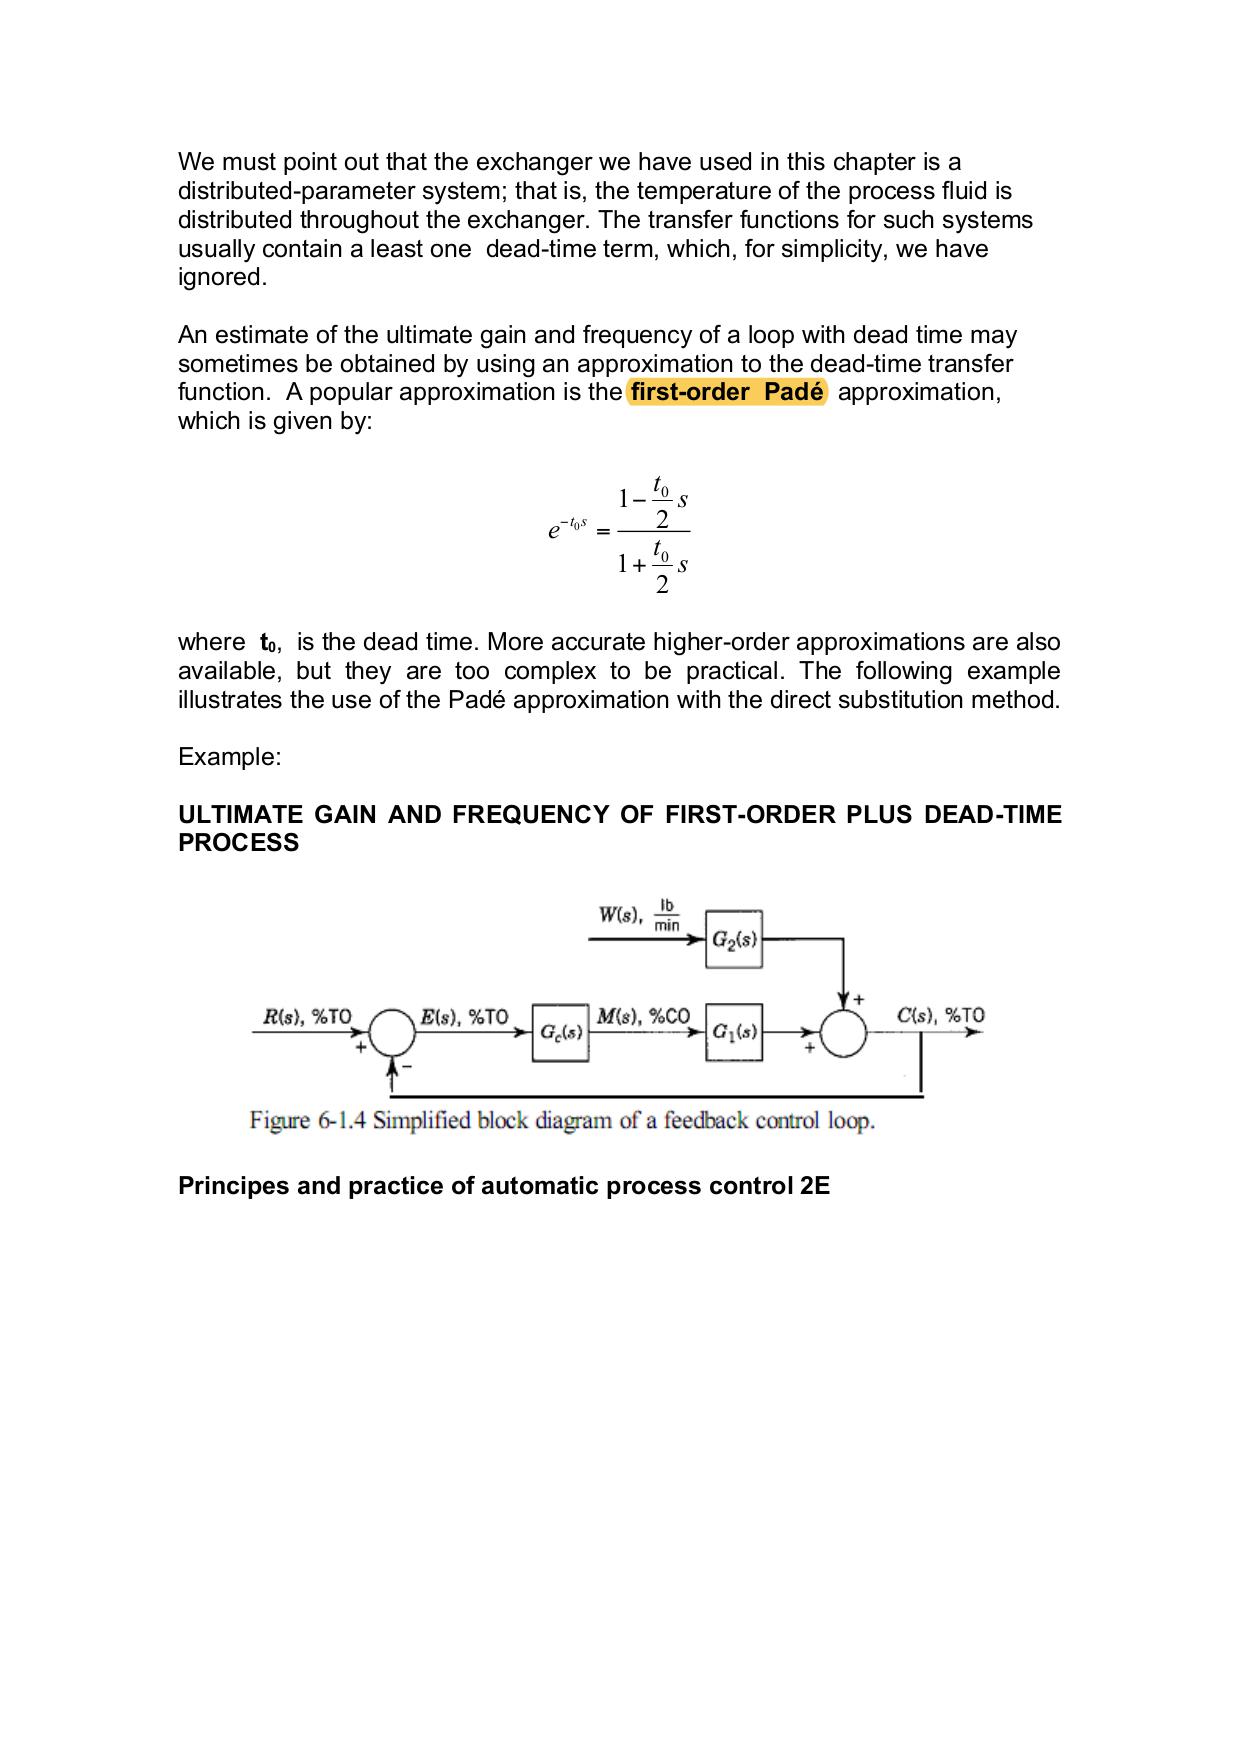 We must point out that the exchanger we have used in this chapter is a
distributed-parameter system; that is, the temperature of the process fluid is
distributed throughout the exchanger. The transfer functions for such systems
usually contain a least one  dead-time term, which, for simplicity, we have
ignored.
An estimate of the ultimate gain and frequency of a loop with dead time may
sometimes be obtained by using an approximation to the dead-time transfer
function.  A popular approximation is the first-order  Padé  approximation,
which is given by:
e^{-t₀s} = \frac{1 - \frac{t₀}{2} s}{1 + \frac{t₀}{2} s}
where  t₀,  is the dead time. More accurate higher-order approximations are also
available, but they are too complex to be practical. The following example
illustrates the use of the Padé approximation with the direct substitution method.
Example:
ULTIMATE GAIN AND FREQUENCY OF FIRST-ORDER PLUS DEAD-TIME
PROCESS
W(s), lb/min
G₂(s)
+
R(s), %TO
+
-
E(s), %TO
G_c(s)
M(s), %CO
G₁(s)
+
C(s), %TO
Figure 6-1.4 Simplified block diagram of a feedback control loop.
Principes and practice of automatic process control 2E